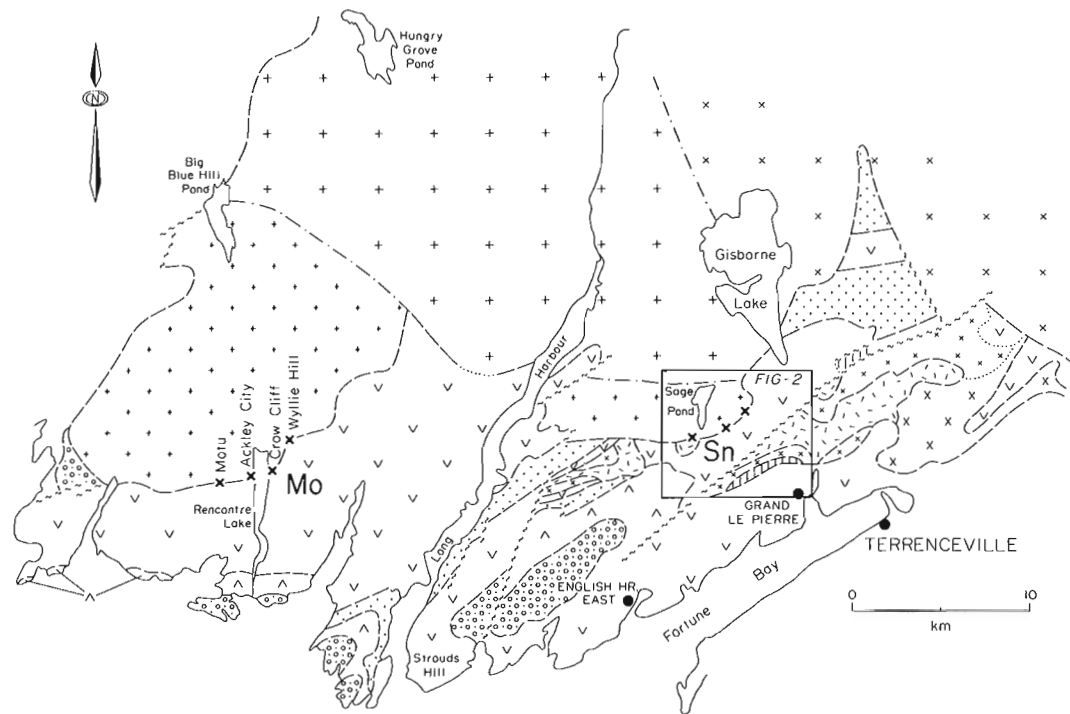 Hungry
Grove
Pond
N
Big
Blue Hill
Pond
Gisborne
Lake
Harbour
Long
FIG-2
Sage
Pond
Sn
Motu
Ackley City
Crow Cliff
Wyllie Hill
Mo
Rencontre
Lake
GRAND
LE PIERRE
TERRENCEVILLE
ENGLISH HR.
EAST
Fortune Bay
Strouds
Hill
0 10
km